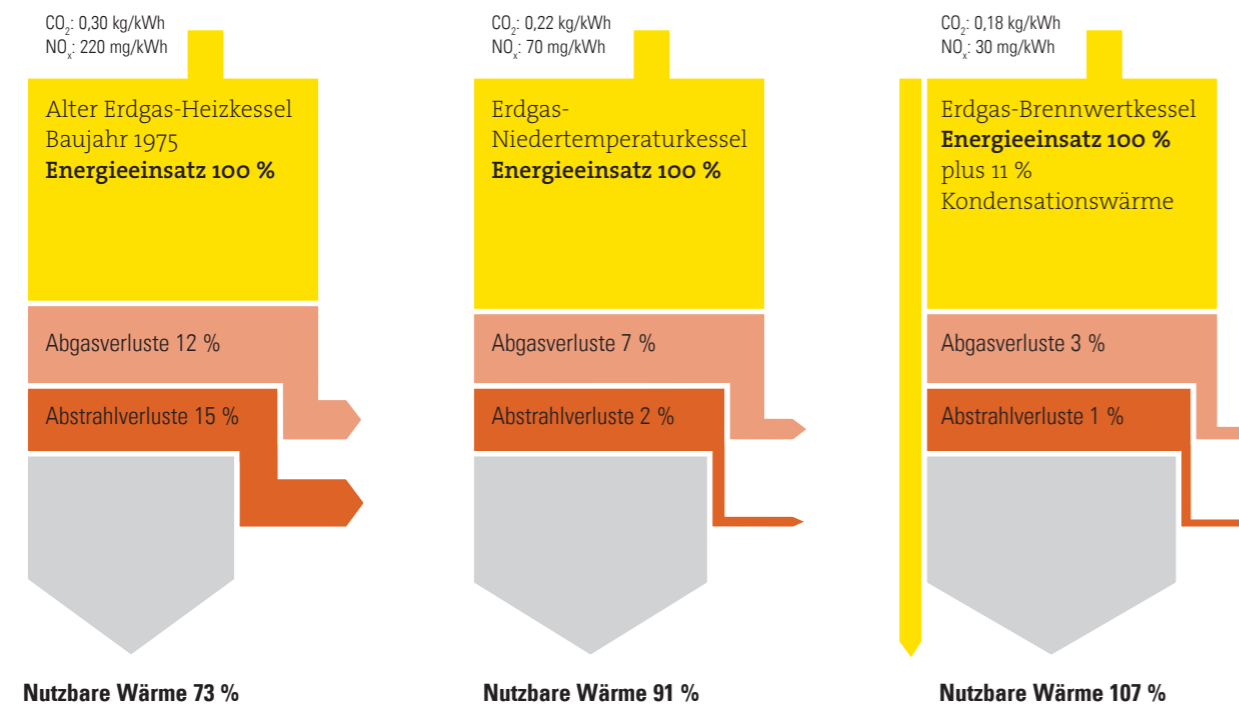 CO₂: 0,30 kg/kWh
NOₓ: 220 mg/kWh
Alter Erdgas-Heizkessel
Baujahr 1975
Energieeinsatz 100 %
Abgasverluste 12 %
Abstrahlverluste 15 %
Nutzbare Wärme 73 %
CO₂: 0,22 kg/kWh
NOₓ: 70 mg/kWh
Erdgas-
Niedertemperaturkessel
Energieeinsatz 100 %
Abgasverluste 7 %
Abstrahlverluste 2 %
Nutzbare Wärme 91 %
CO₂: 0,18 kg/kWh
NOₓ: 30 mg/kWh
Erdgas-Brennwertkessel
Energieeinsatz 100 %
plus 11 %
Kondensationswärme
Abgasverluste 3 %
Abstrahlverluste 1 %
Nutzbare Wärme 107 %